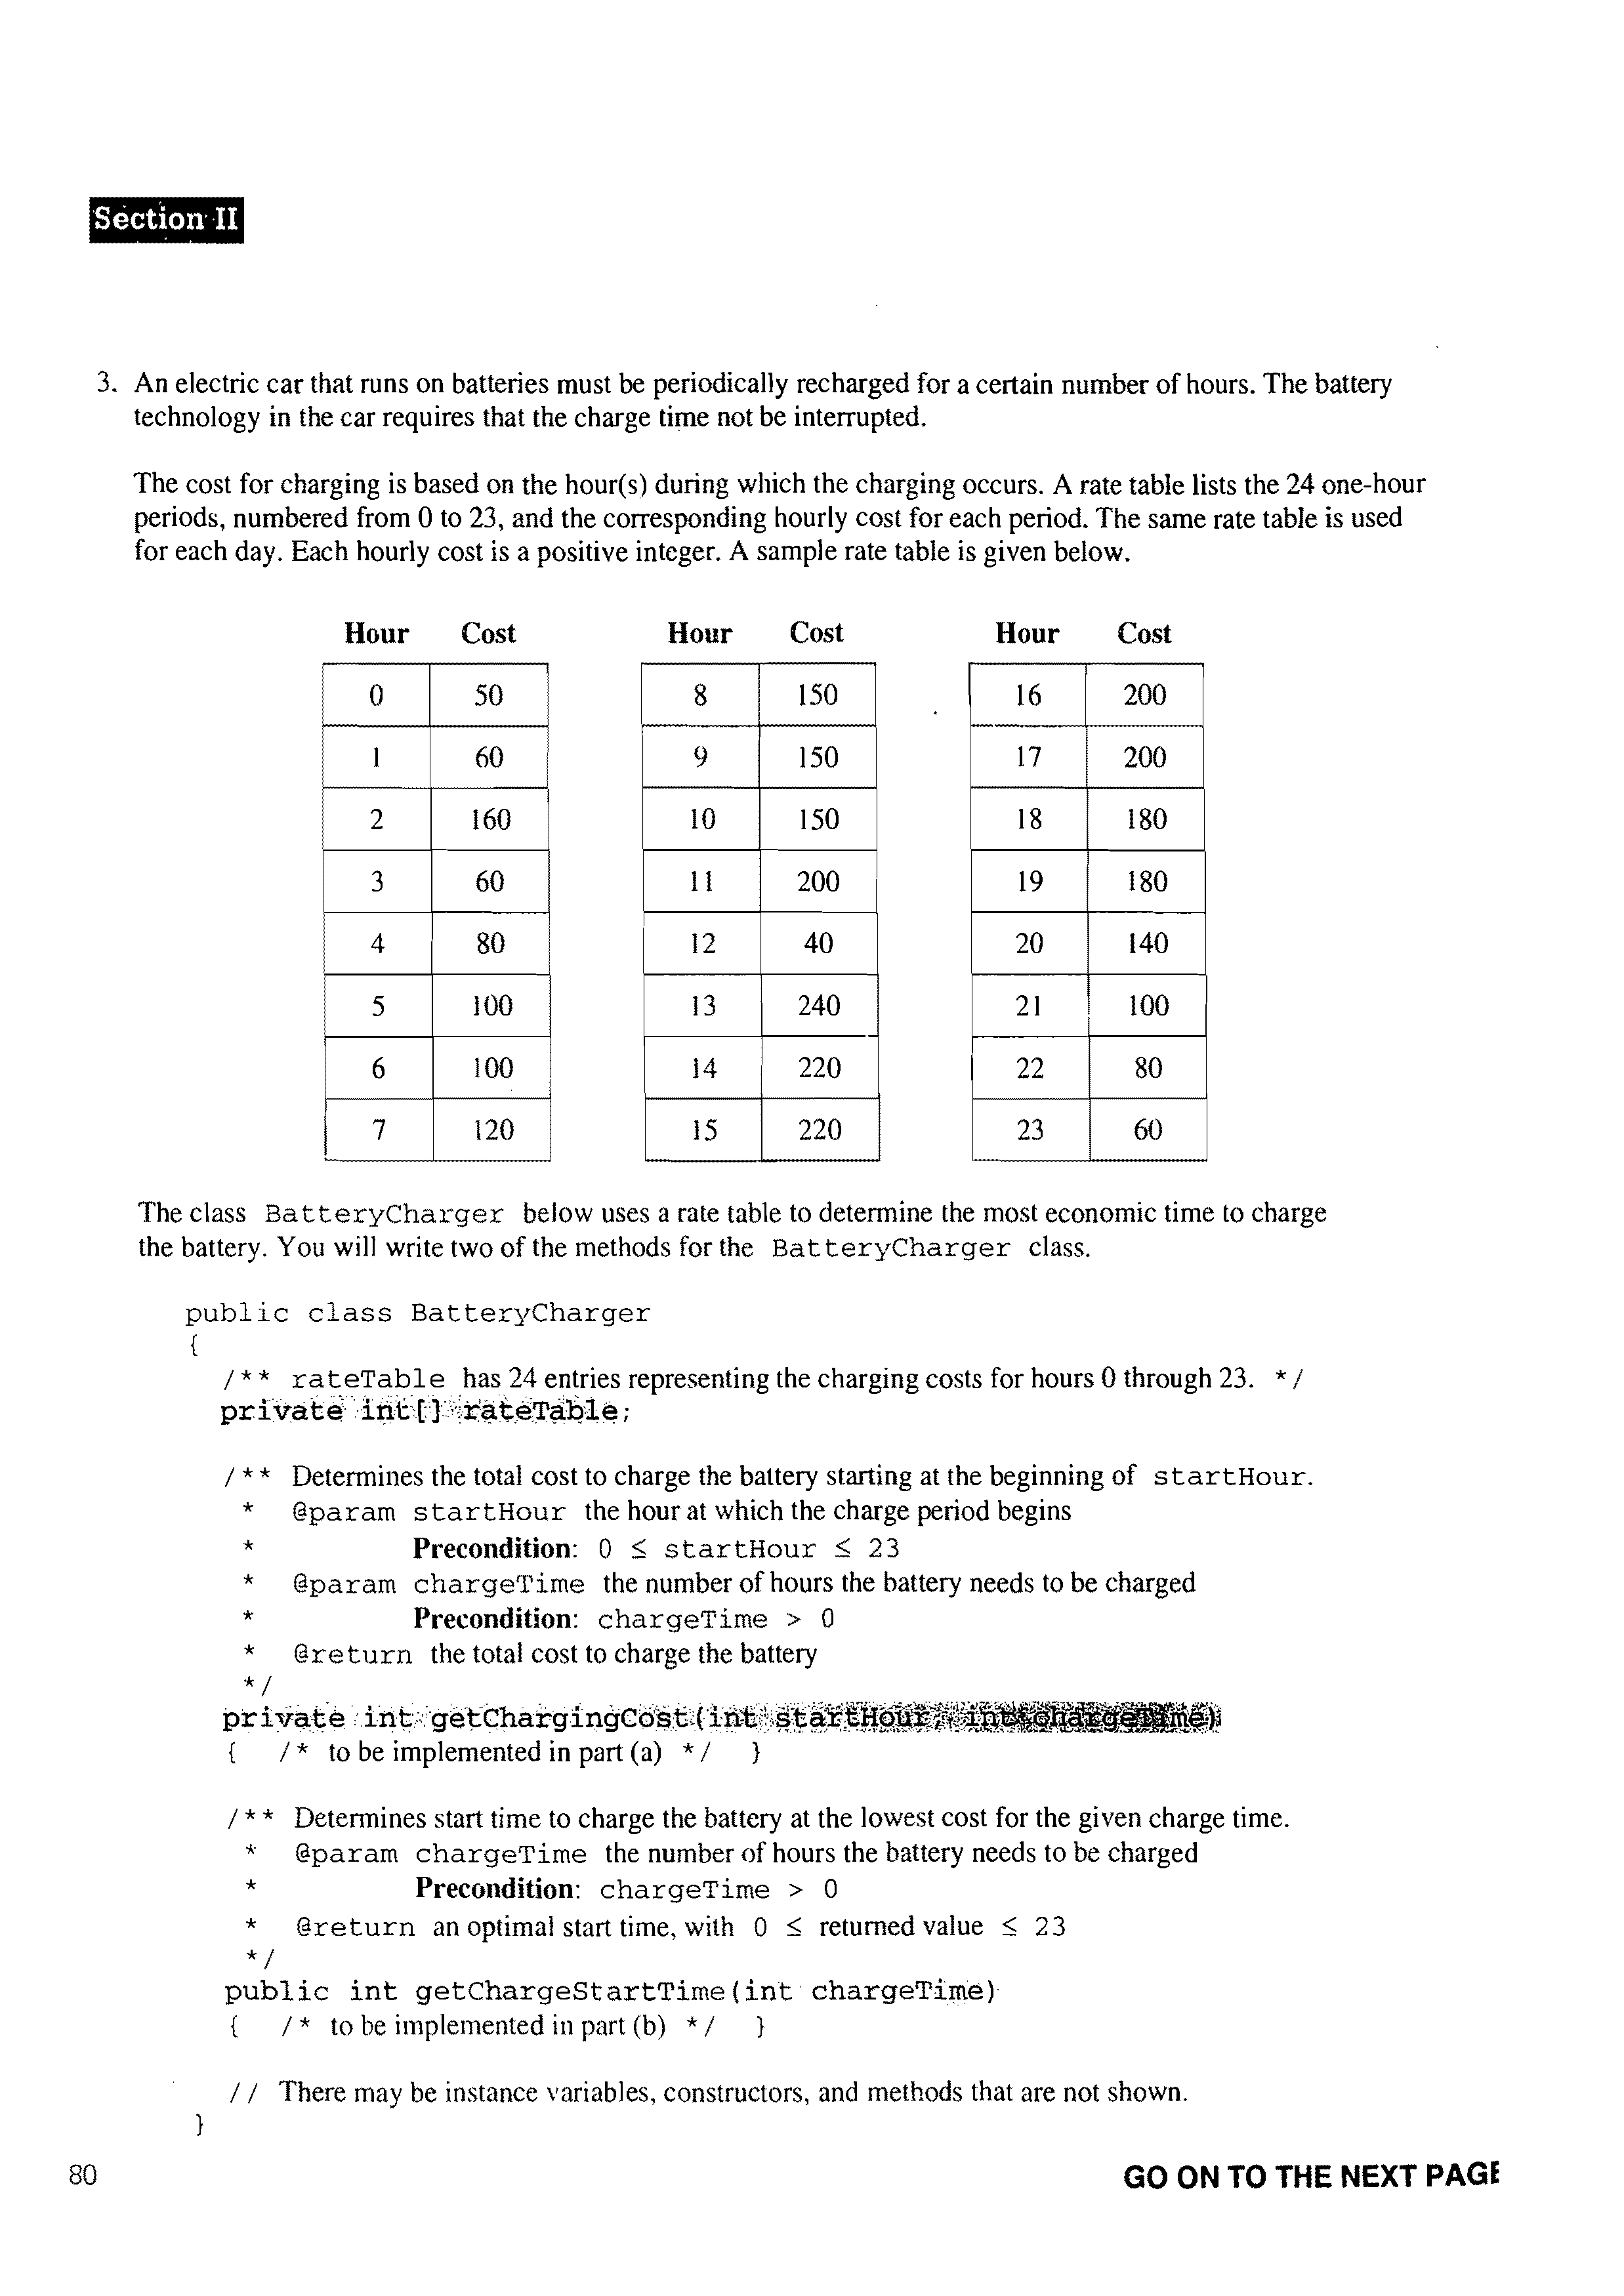 Section II
3. An electric car that runs on batteries must be periodically recharged for a certain number of hours. The battery
technology in the car requires that the charge time not be interrupted.
The cost for charging is based on the hour(s) during which the charging occurs. A rate table lists the 24 one-hour
periods, numbered from 0 to 23, and the corresponding hourly cost for each period. The same rate table is used
for each day. Each hourly cost is a positive integer. A sample rate table is given below.
Hour Cost Hour Cost Hour Cost
0 50 8 150 16 200
1 60 9 150 17 200
2 160 10 150 18 180
3 60 11 200 19 180
4 80 12 40 20 140
5 100 13 240 21 100
6 100 14 220 22 80
7 120 15 220 23 60
The class BatteryCharger below uses a rate table to determine the most economic time to charge
the battery. You will write two of the methods for the BatteryCharger class.
public class BatteryCharger
{
/** rateTable has 24 entries representing the charging costs for hours 0 through 23. */
private int[] rateTable;
/** Determines the total cost to charge the battery starting at the beginning of startHour.
* @param startHour the hour at which the charge period begins
* Precondition: 0 ≤ startHour ≤ 23
* @param chargeTime the number of hours the battery needs to be charged
* Precondition: chargeTime > 0
* @return the total cost to charge the battery
*/
private int getChargingCost(int startHour, int chargeTime)
{ /* to be implemented in part (a) */ }
/** Determines start time to charge the battery at the lowest cost for the given charge time.
* @param chargeTime the number of hours the battery needs to be charged
* Precondition: chargeTime > 0
* @return an optimal start time, with 0 ≤ returned value ≤ 23
*/
public int getChargeStartTime(int chargeTime)
{ /* to be implemented in part (b) */ }
// There may be instance variables, constructors, and methods that are not shown.
}
80
GO ON TO THE NEXT PAGE